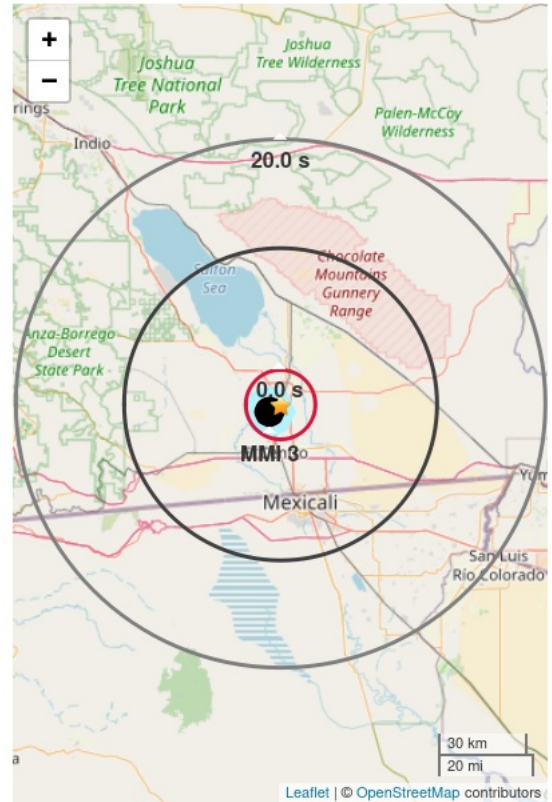 +
−
Joshua
Tree National
Park
Joshua
Tree Wilderness
Palen-McCoy
Wilderness
rings
Indio
20.0 s
Salton
Sea
Chocolate
Mountains
Gunnery
Range
nza-Borrego
Desert
State Park
0.0 s
MMI 3
Mexicali
Yum
San Luis
Río Colorado
a
30 km
20 mi
Leaflet | © OpenStreetMap contributors